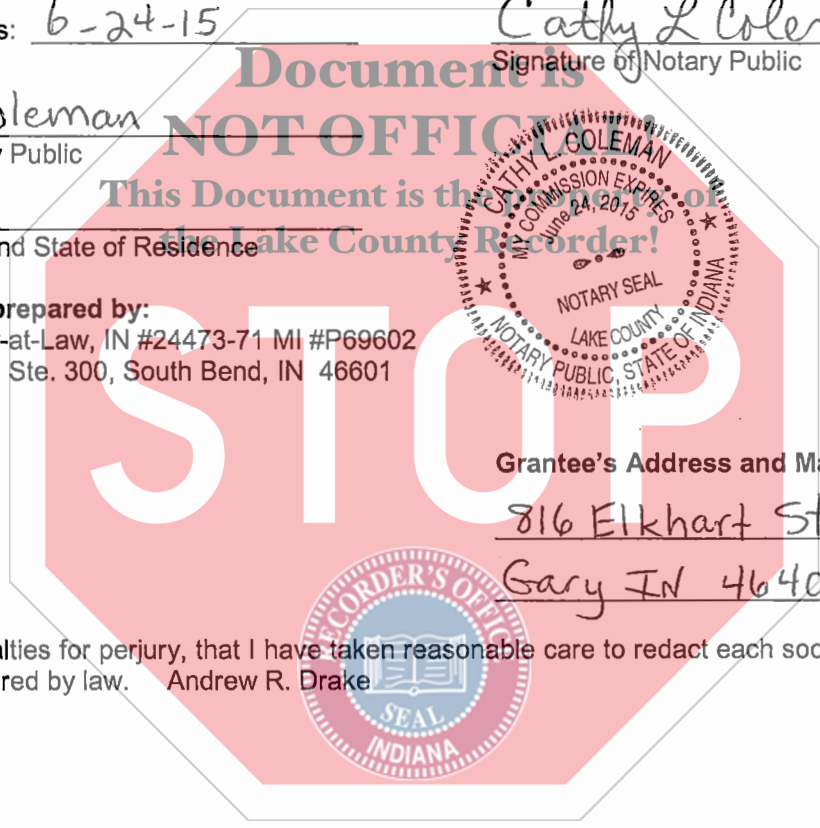 s: 6-24-15
Cathy L Cole
Signature of Notary Public
Document is
oleman
Public
NOT OFFICIAL!
This Document is the property of
the Lake County Recorder!
nd State of Residence
CATHY L. COLEMAN
MY COMMISSION EXPIRES
June 24, 2015
NOTARY SEAL
LAKE COUNTY
NOTARY PUBLIC, STATE OF INDIANA
prepared by:
-at-Law, IN #24473-71 MI #P69602
Ste. 300, South Bend, IN 46601
STOP
Grantee's Address and Ma
816 Elkhart St
Gary IN 4640
alties for perjury, that I have taken reasonable care to redact each soc
red by law. Andrew R. Drake
RECORDER'S OFFICE
SEAL
INDIANA